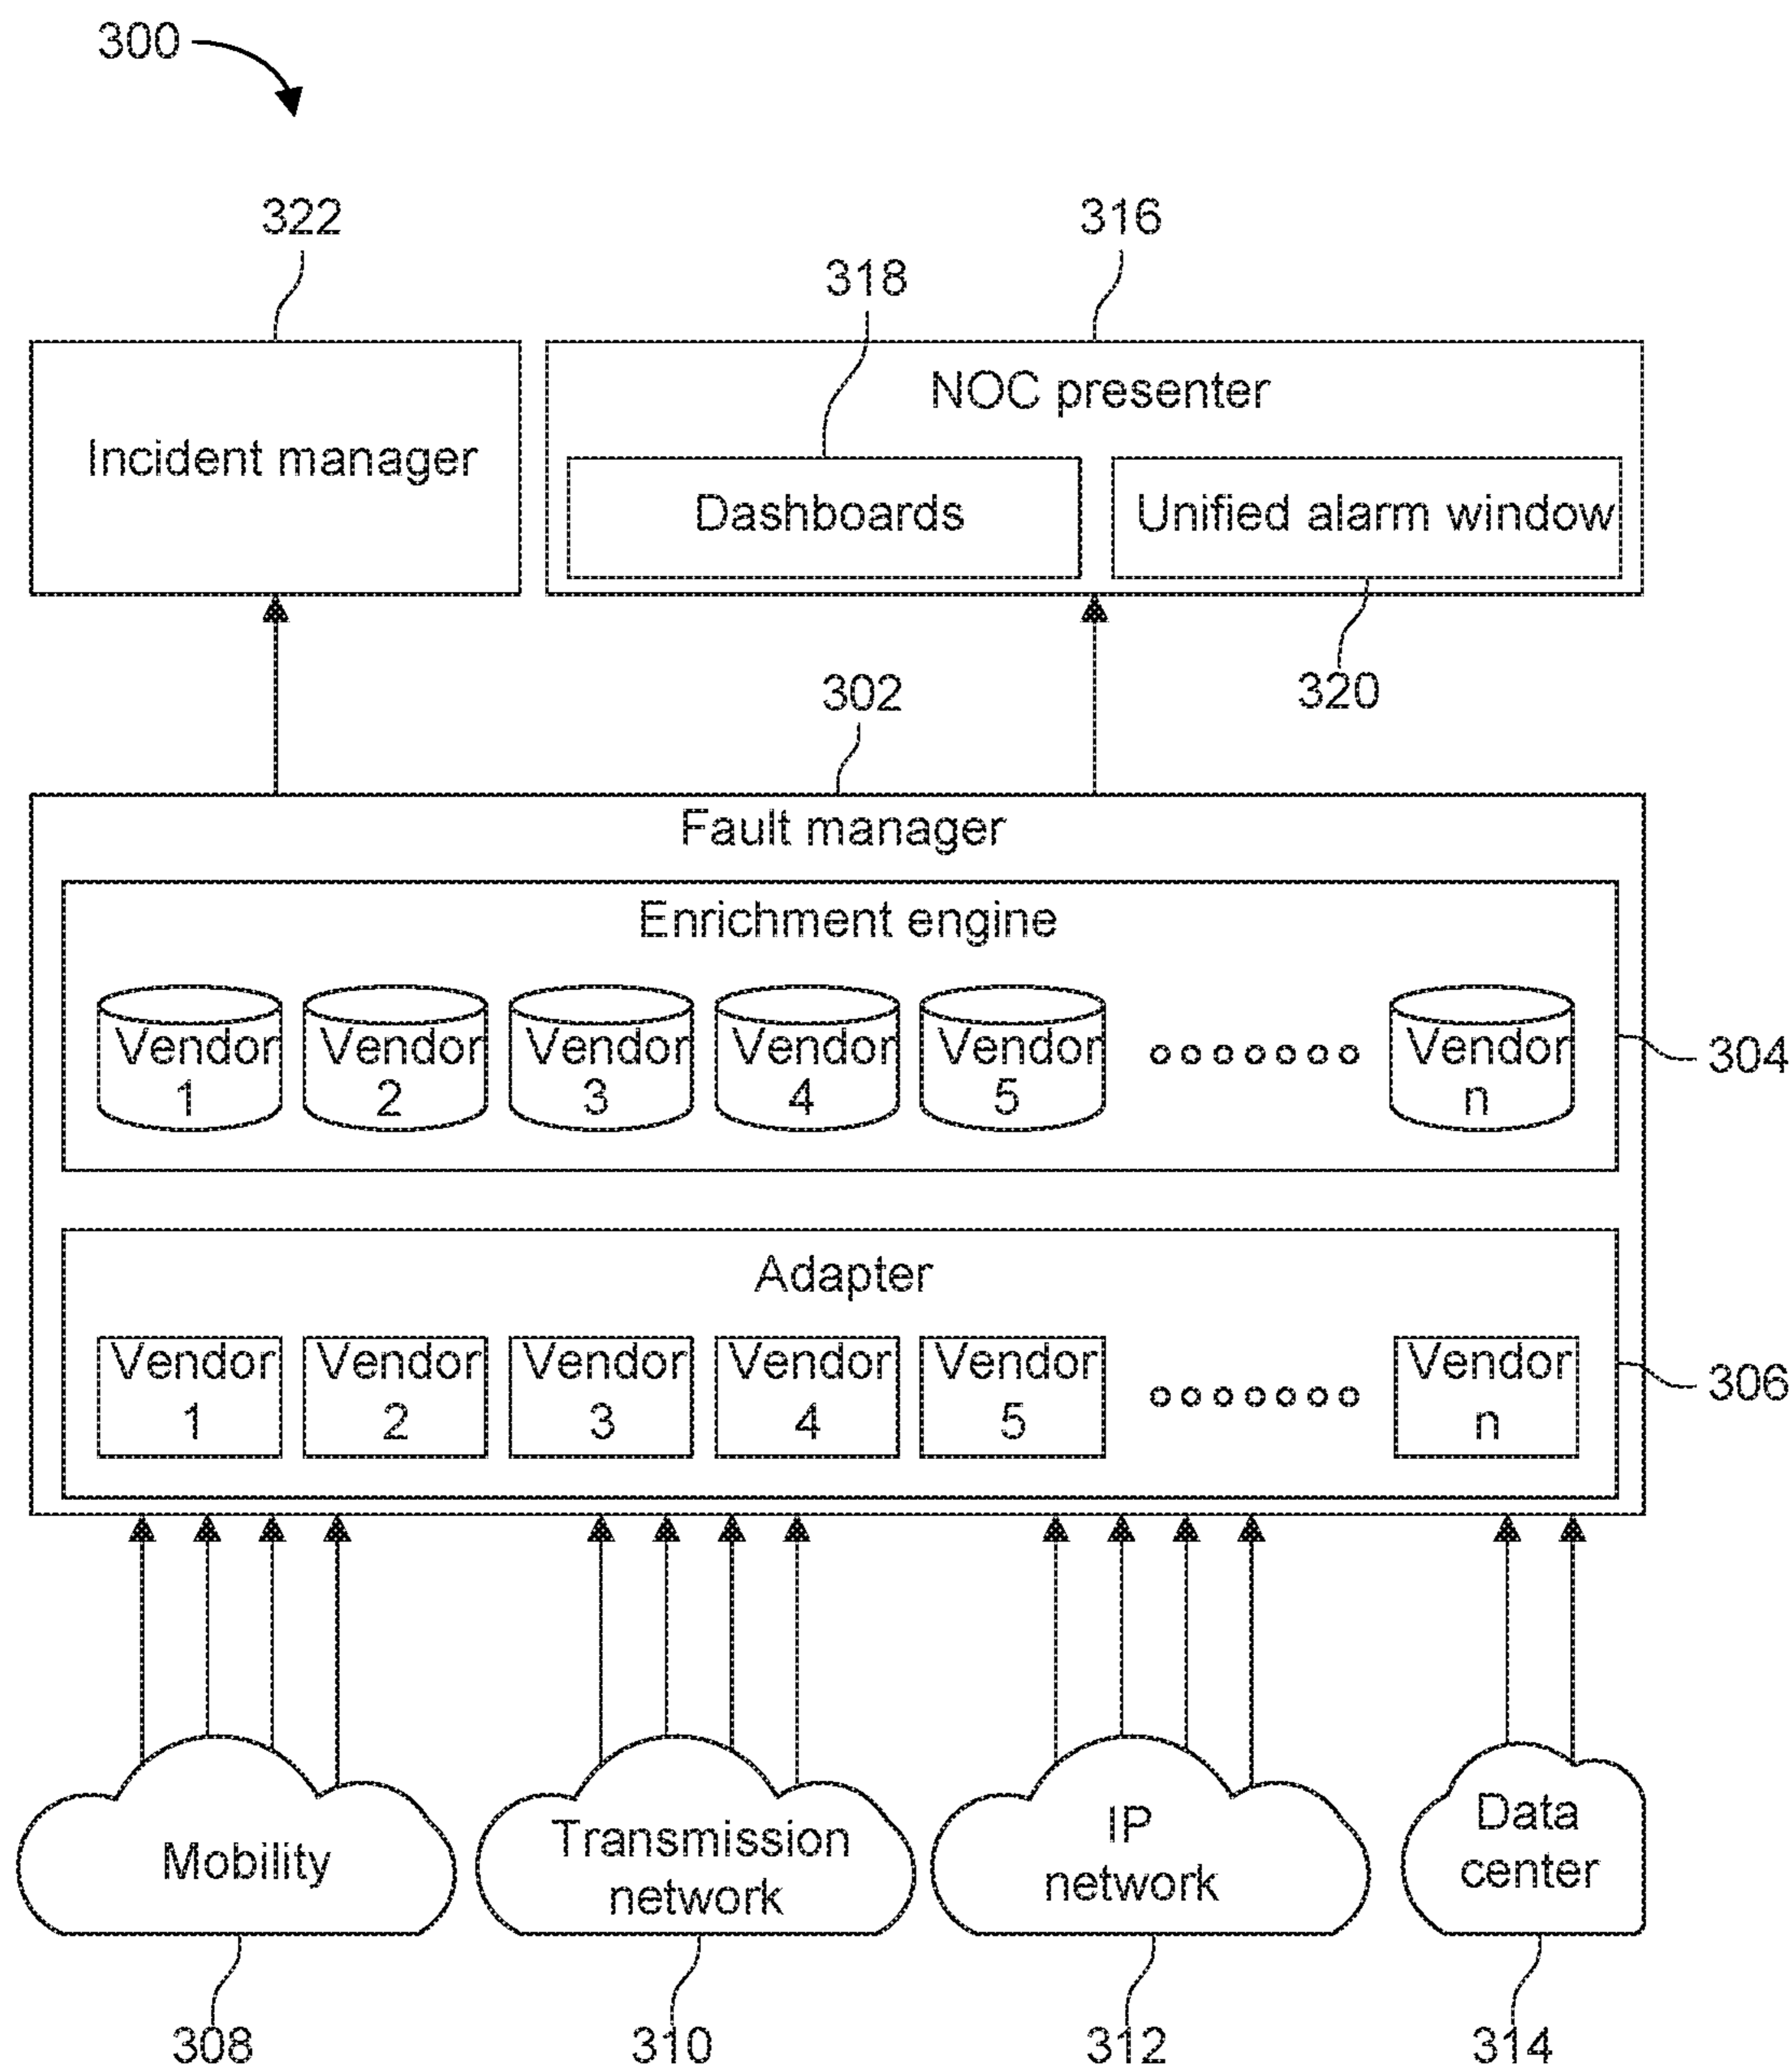 300
322
316
318
NOC presenter
Incident manager
Dashboards
Unified alarm window
302
320
Fault manager
Enrichment engine
Vendor
1
Vendor
2
Vendor
3
Vendor
4
Vendor
5
Vendor
n
304
Adapter
Vendor
1
Vendor
2
Vendor
3
Vendor
4
Vendor
5
Vendor
n
306
Mobility
Transmission
network
IP
network
Data
center
308
310
312
314